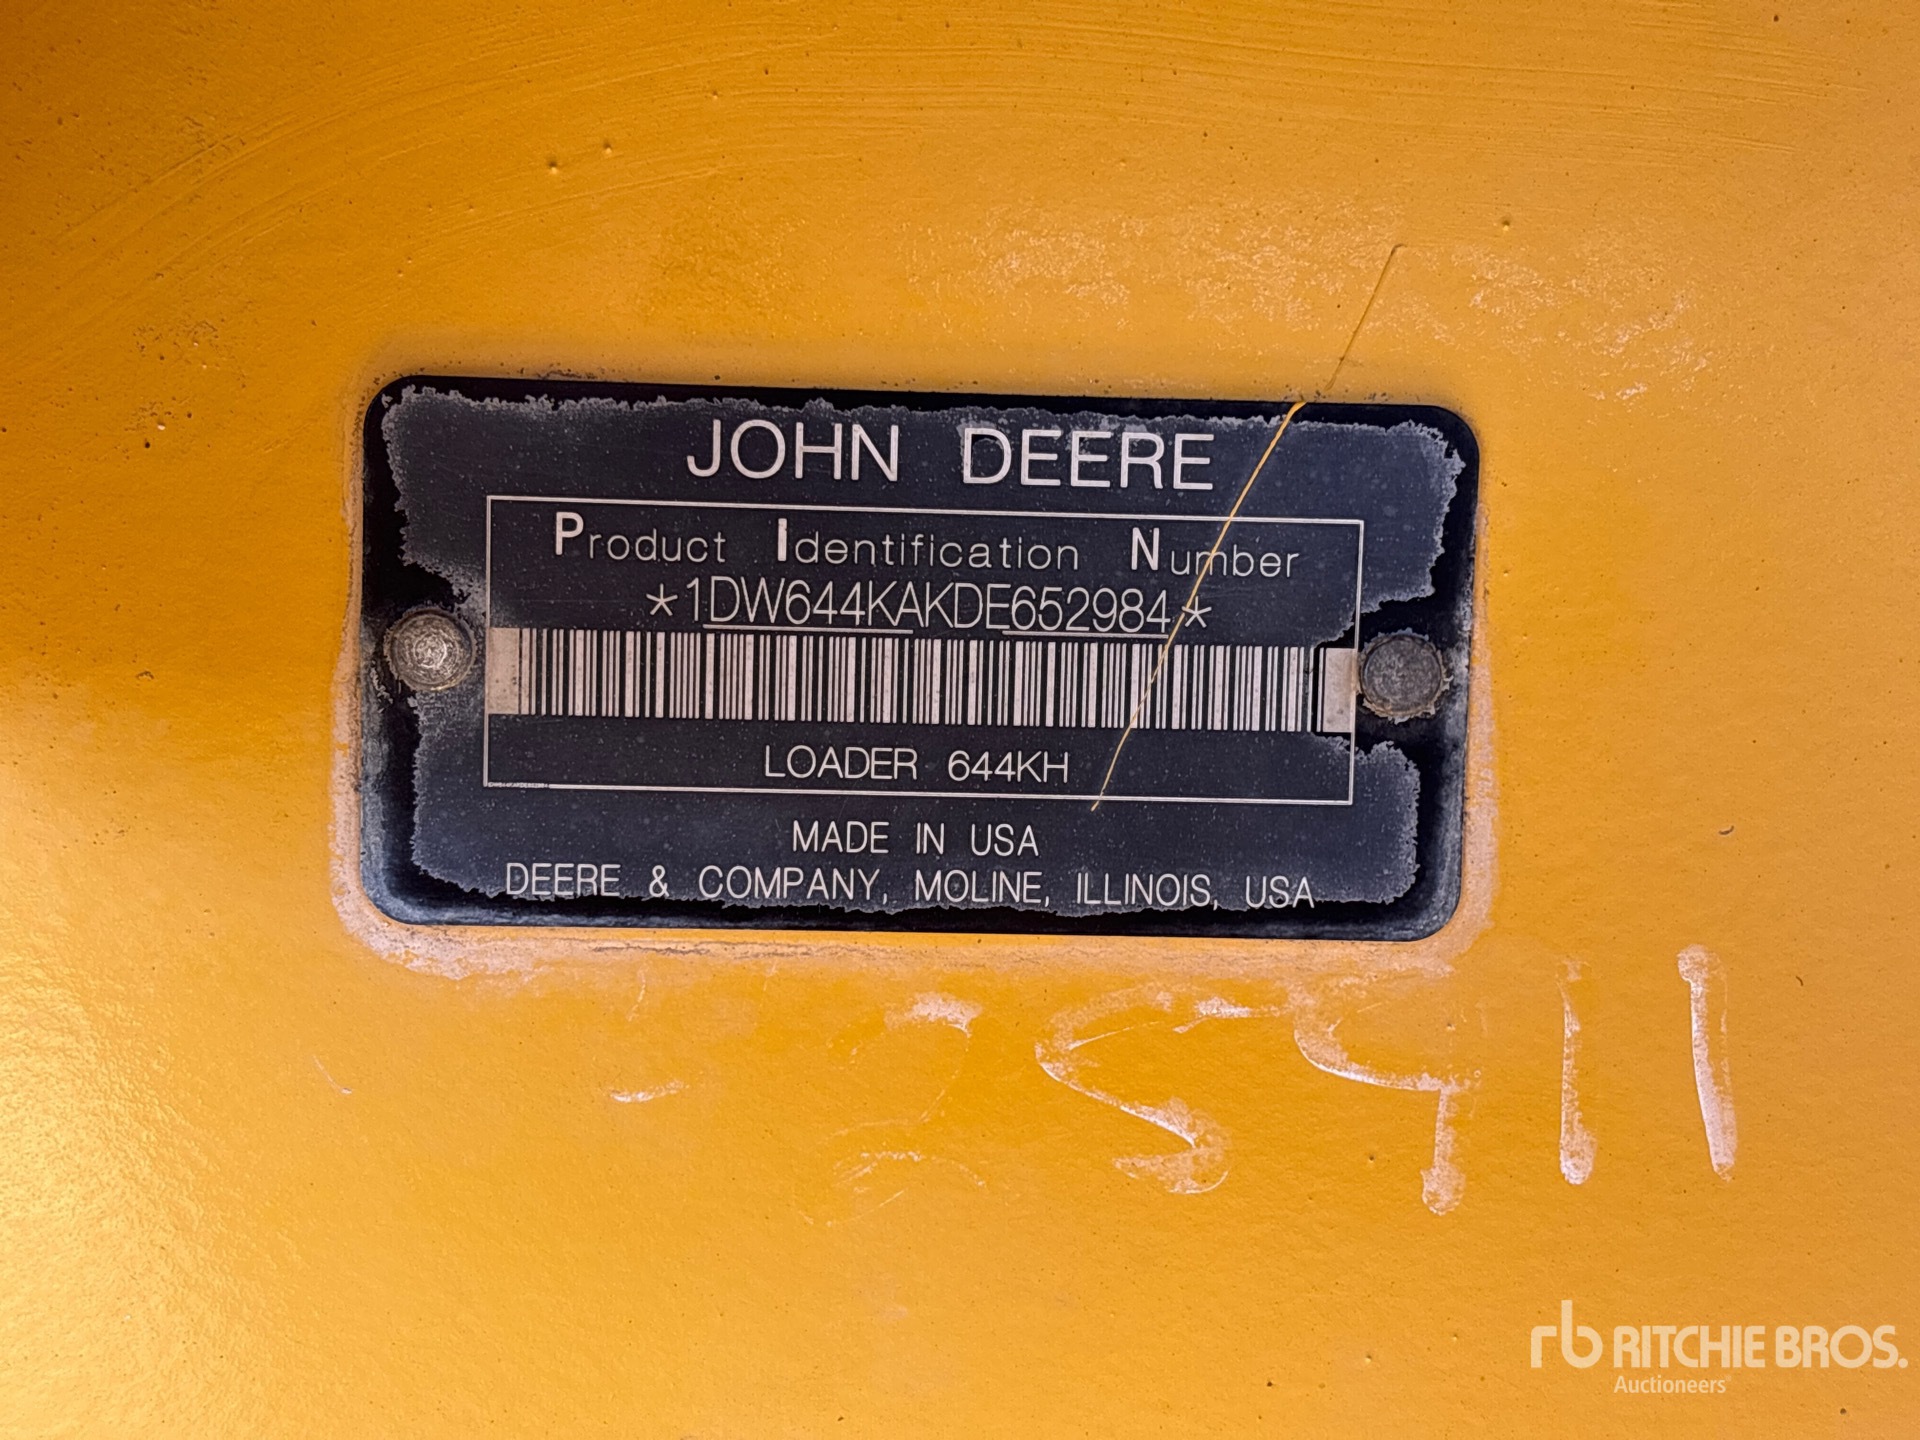 JOHN DEERE
Product Identification Number
*1DW644KAKDE652984*
LOADER 644KH
MADE IN USA
DEERE & COMPANY, MOLINE, ILLINOIS, USA
rb RITCHIE BROS.
Auctioneers